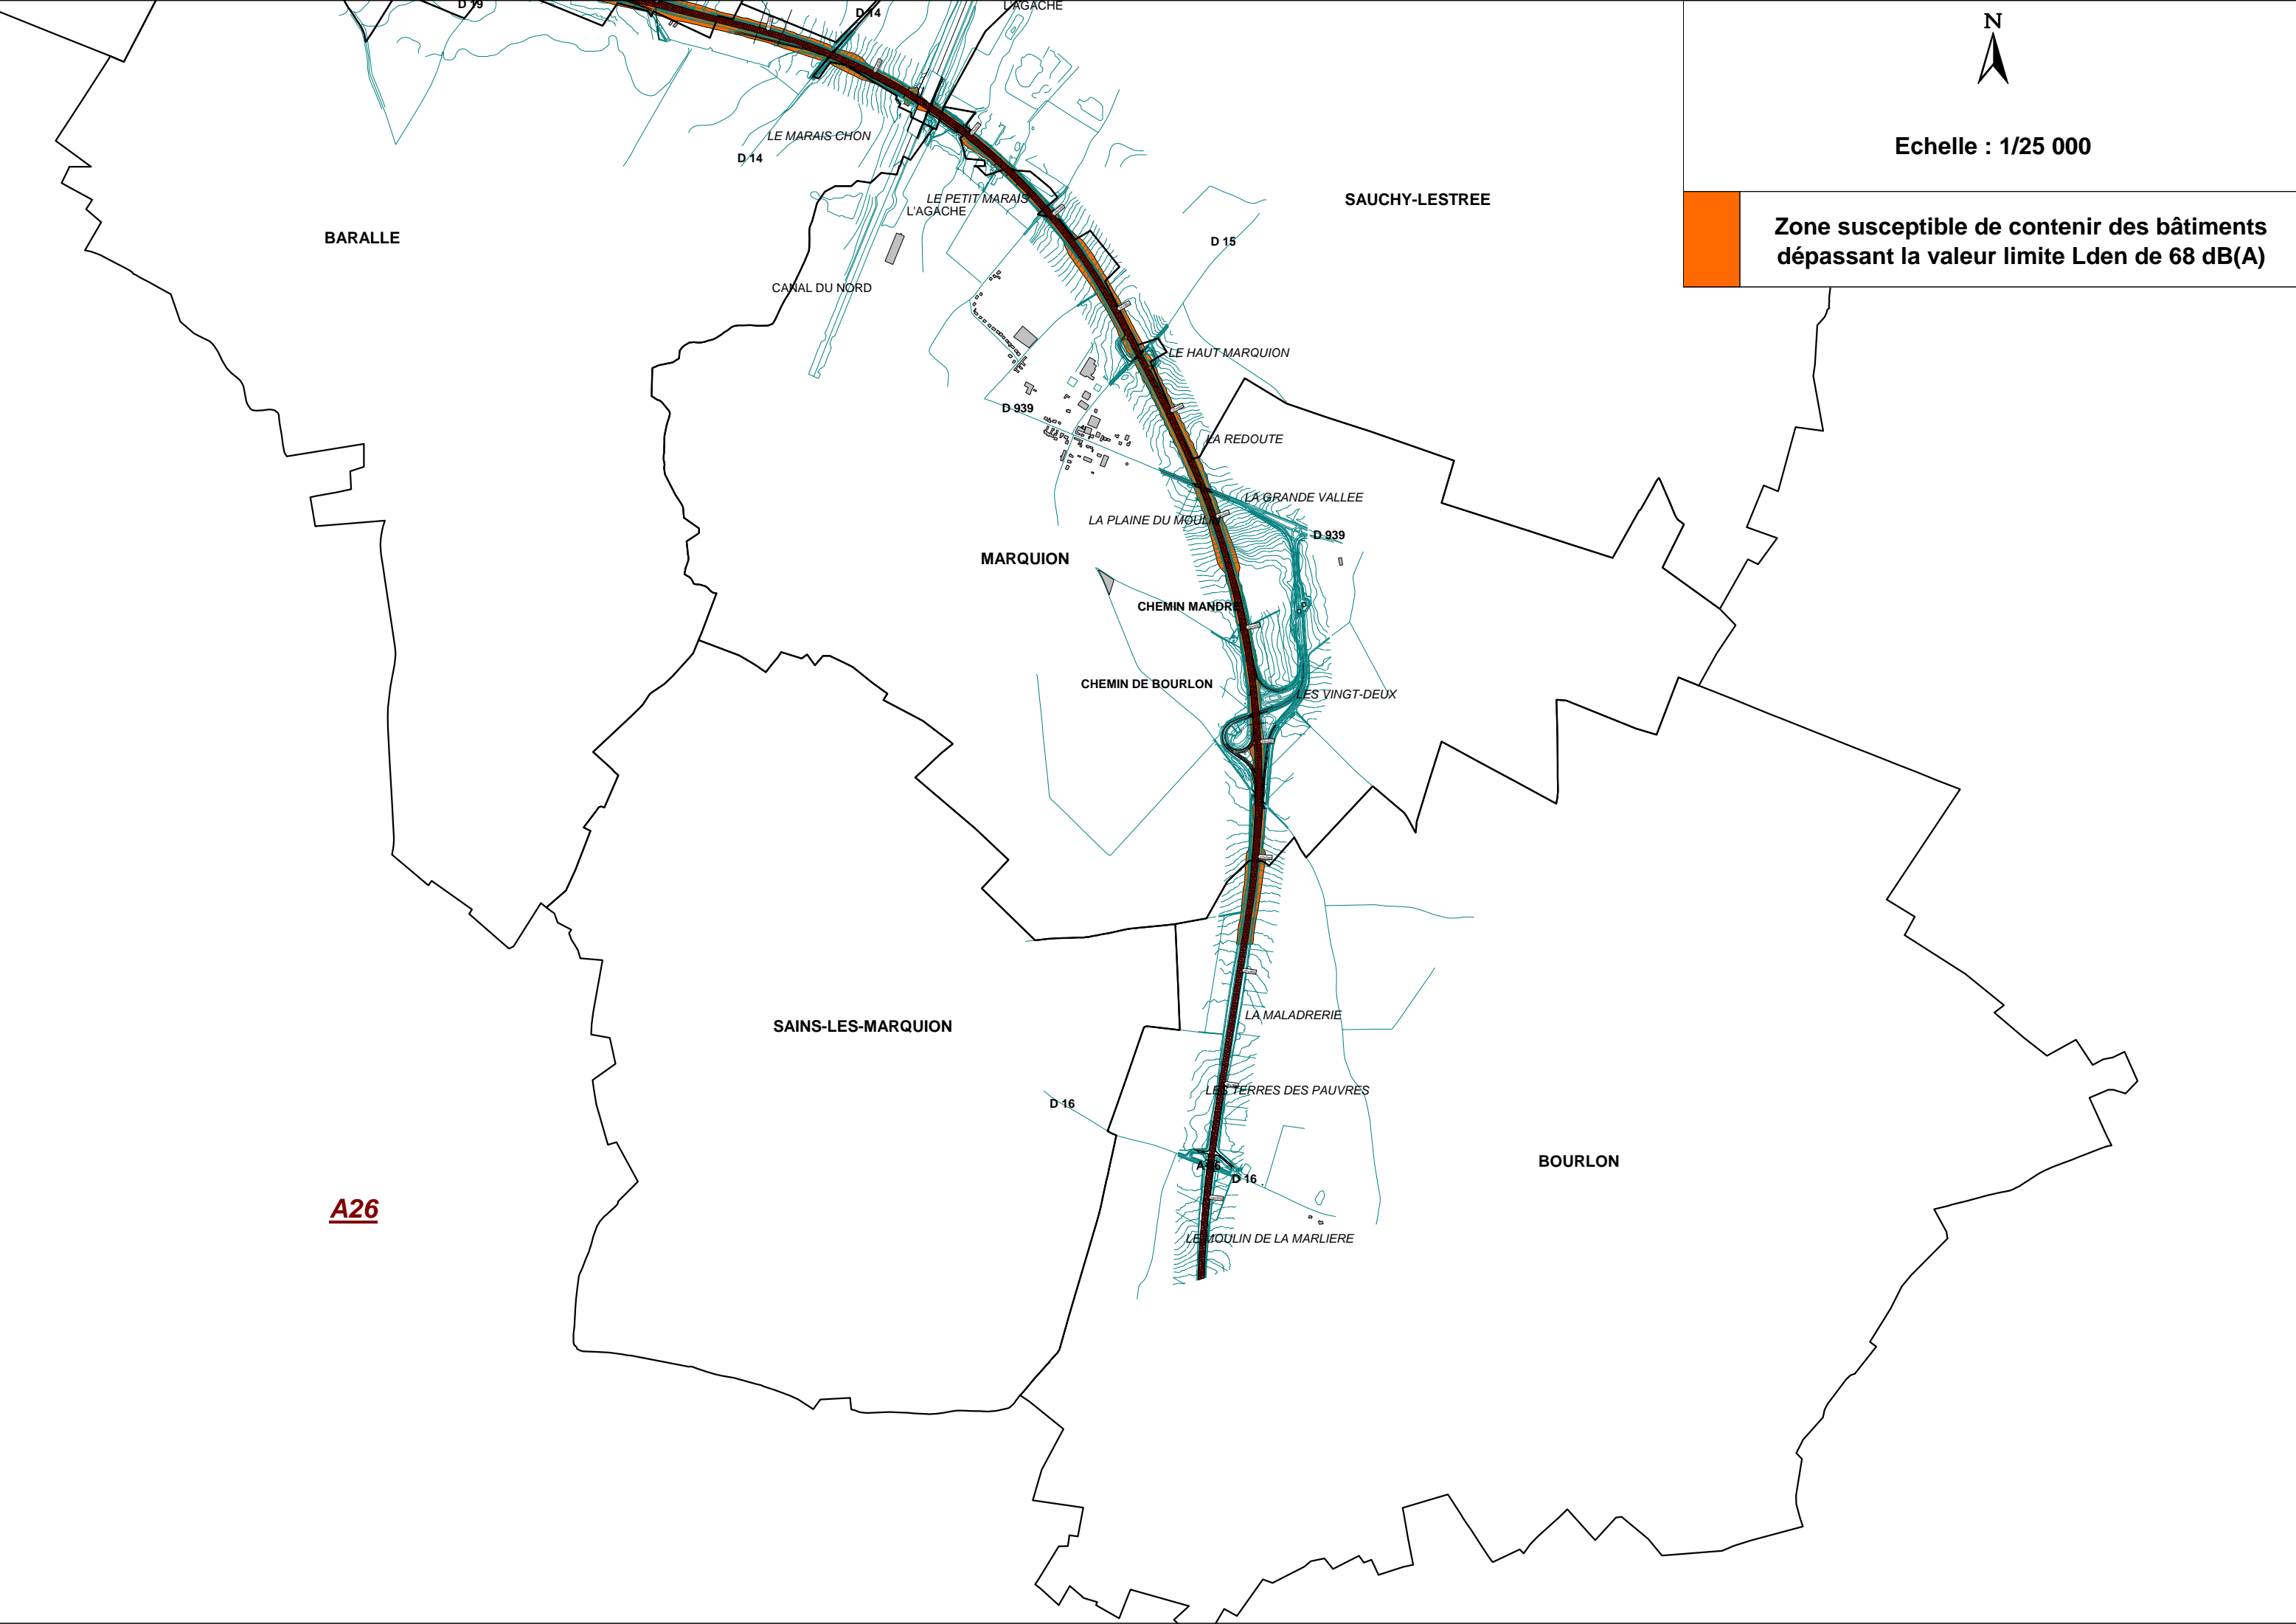 D 19
D 14
L'AGACHE
N
Echelle : 1/25 000
Zone susceptible de contenir des bâtiments
dépassant la valeur limite Lden de 68 dB(A)
LE MARAIS CHON
D 14
LE PETIT MARAIS
L'AGACHE
SAUCHY-LESTREE
BARALLE
D 15
CANAL DU NORD
LE HAUT MARQUION
D 939
LA REDOUTE
LA GRANDE VALLEE
LA PLAINE DU MOULIN
D 939
MARQUION
CHEMIN MANDRE
CHEMIN DE BOURLON
LES VINGT-DEUX
LA MALADRERIE
SAINS-LES-MARQUION
LES TERRES DES PAUVRES
D 16
A 26
BOURLON
D 16
A26
LE MOULIN DE LA MARLIERE